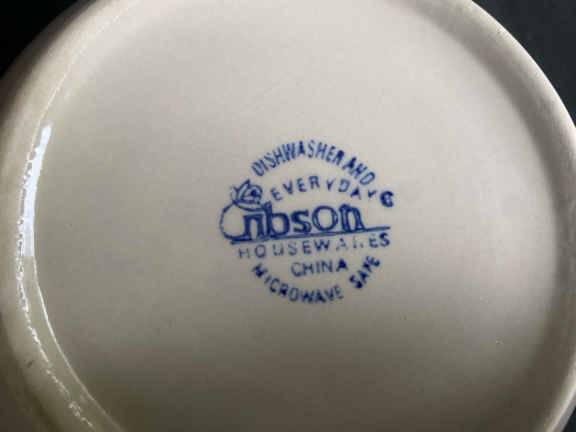 DISHWASHER AND
EVERYDAY
Gibson
HOUSEWARES
CHINA
MICROWAVE SAFE